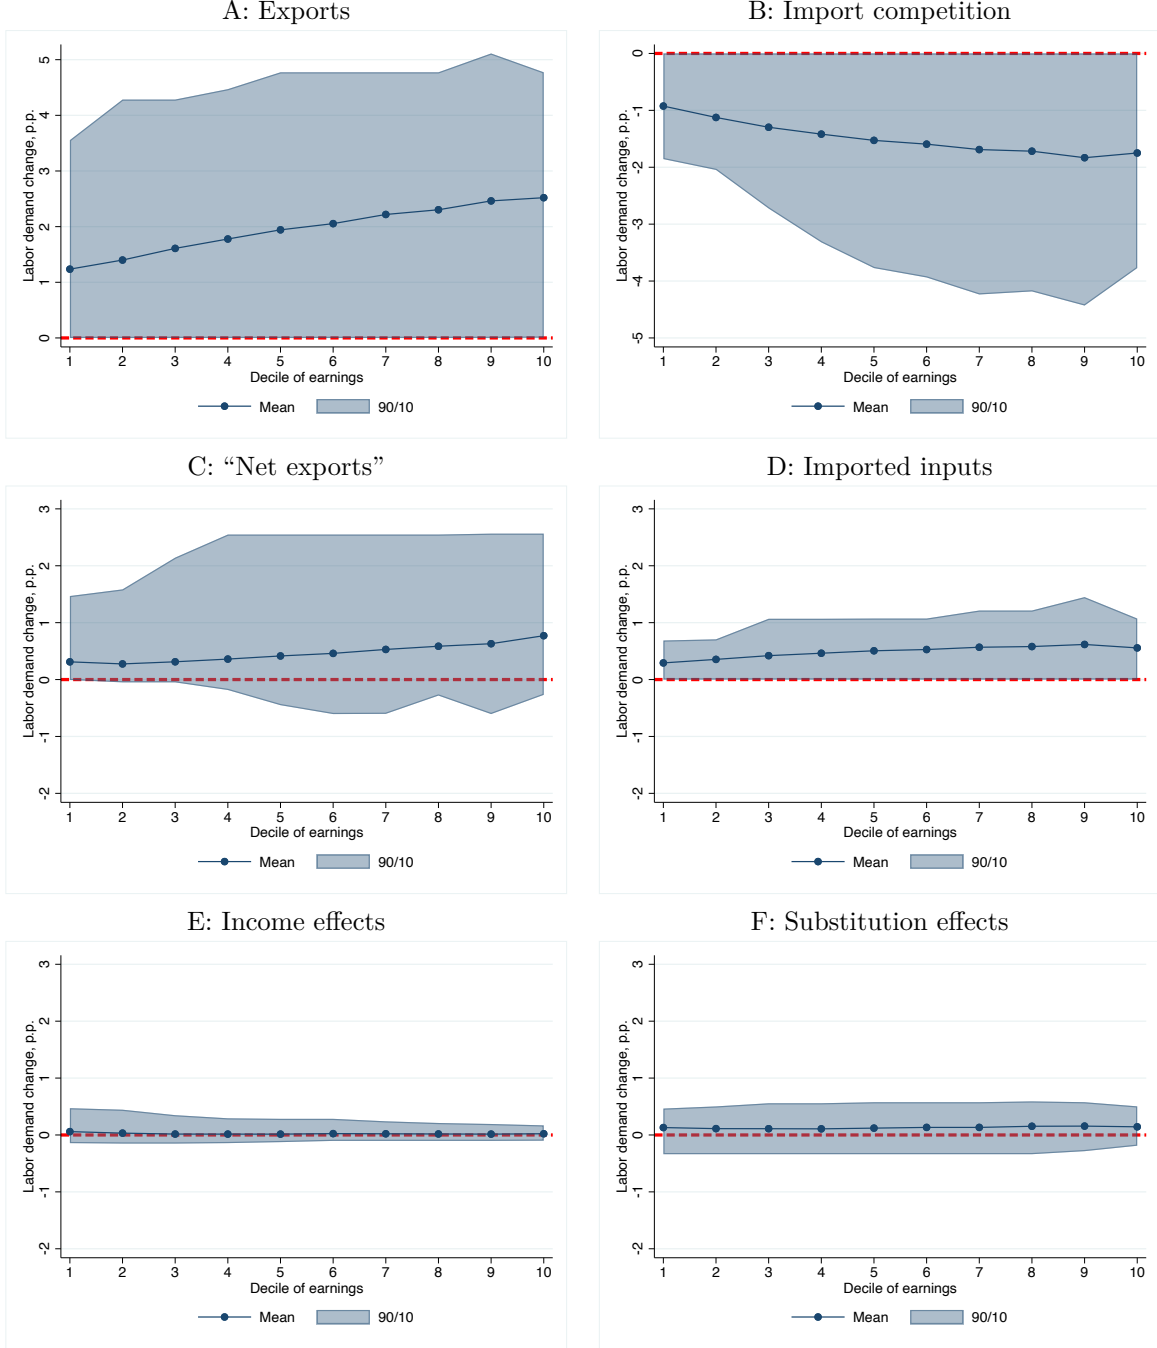 A: Exports
Labor demand change, p.p.
5
4
3
2
1
0
1 2 3 4 5 6 7 8 9 10
Decile of earnings
Mean 90/10
B: Import competition
Labor demand change, p.p.
0
-1
-2
-3
-4
-5
1 2 3 4 5 6 7 8 9 10
Decile of earnings
Mean 90/10
C: “Net exports”
Labor demand change, p.p.
3
2
1
0
-1
-2
1 2 3 4 5 6 7 8 9 10
Decile of earnings
Mean 90/10
D: Imported inputs
Labor demand change, p.p.
3
2
1
0
-1
-2
1 2 3 4 5 6 7 8 9 10
Decile of earnings
Mean 90/10
E: Income effects
Labor demand change, p.p.
3
2
1
0
-1
-2
1 2 3 4 5 6 7 8 9 10
Decile of earnings
Mean 90/10
F: Substitution effects
Labor demand change, p.p.
3
2
1
0
-1
-2
1 2 3 4 5 6 7 8 9 10
Decile of earnings
Mean 90/10